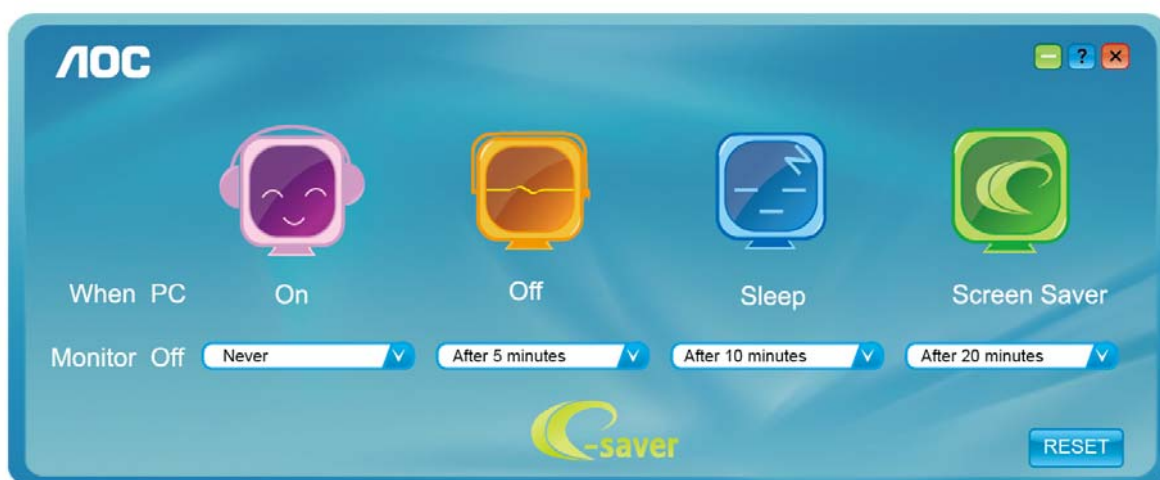 AOC
?
When PC On Off Sleep Screen Saver
Monitor Off Never After 5 minutes After 10 minutes After 20 minutes
e-saver
RESET